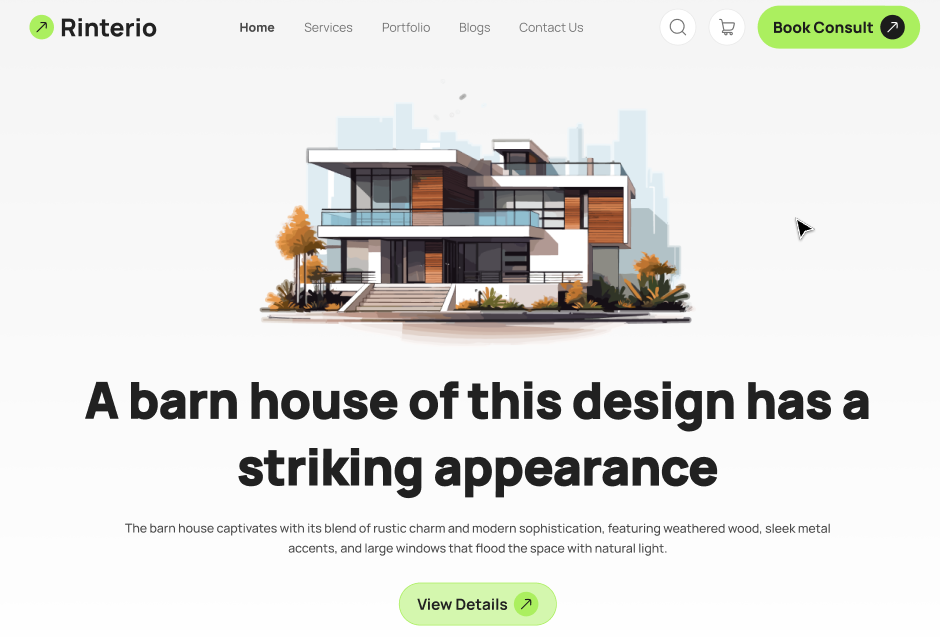 Rinterio
Home Services Portfolio Blogs Contact Us
Book Consult
A barn house of this design has a
striking appearance
The barn house captivates with its blend of rustic charm and modern sophistication, featuring weathered wood, sleek metal
accents, and large windows that flood the space with natural light.
View Details